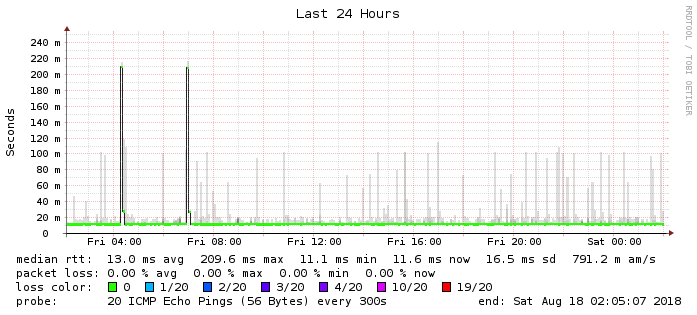 Last 24 Hours
RRDTOOL / TOBI OETIKER
Seconds
240 m
220 m
200 m
180 m
160 m
140 m
120 m
100 m
80 m
60 m
40 m
20 m
0
Fri 04:00 Fri 08:00 Fri 12:00 Fri 16:00 Fri 20:00 Sat 00:00
median rtt: 13.0 ms avg 209.6 ms max 11.1 ms min 11.6 ms now 16.5 ms sd 791.2 m am/s
packet loss: 0.00 % avg 0.00 % max 0.00 % min 0.00 % now
loss color: 0 1/20 2/20 3/20 4/20 10/20 19/20
probe: 20 ICMP Echo Pings (56 Bytes) every 300s end: Sat Aug 18 02:05:07 2018